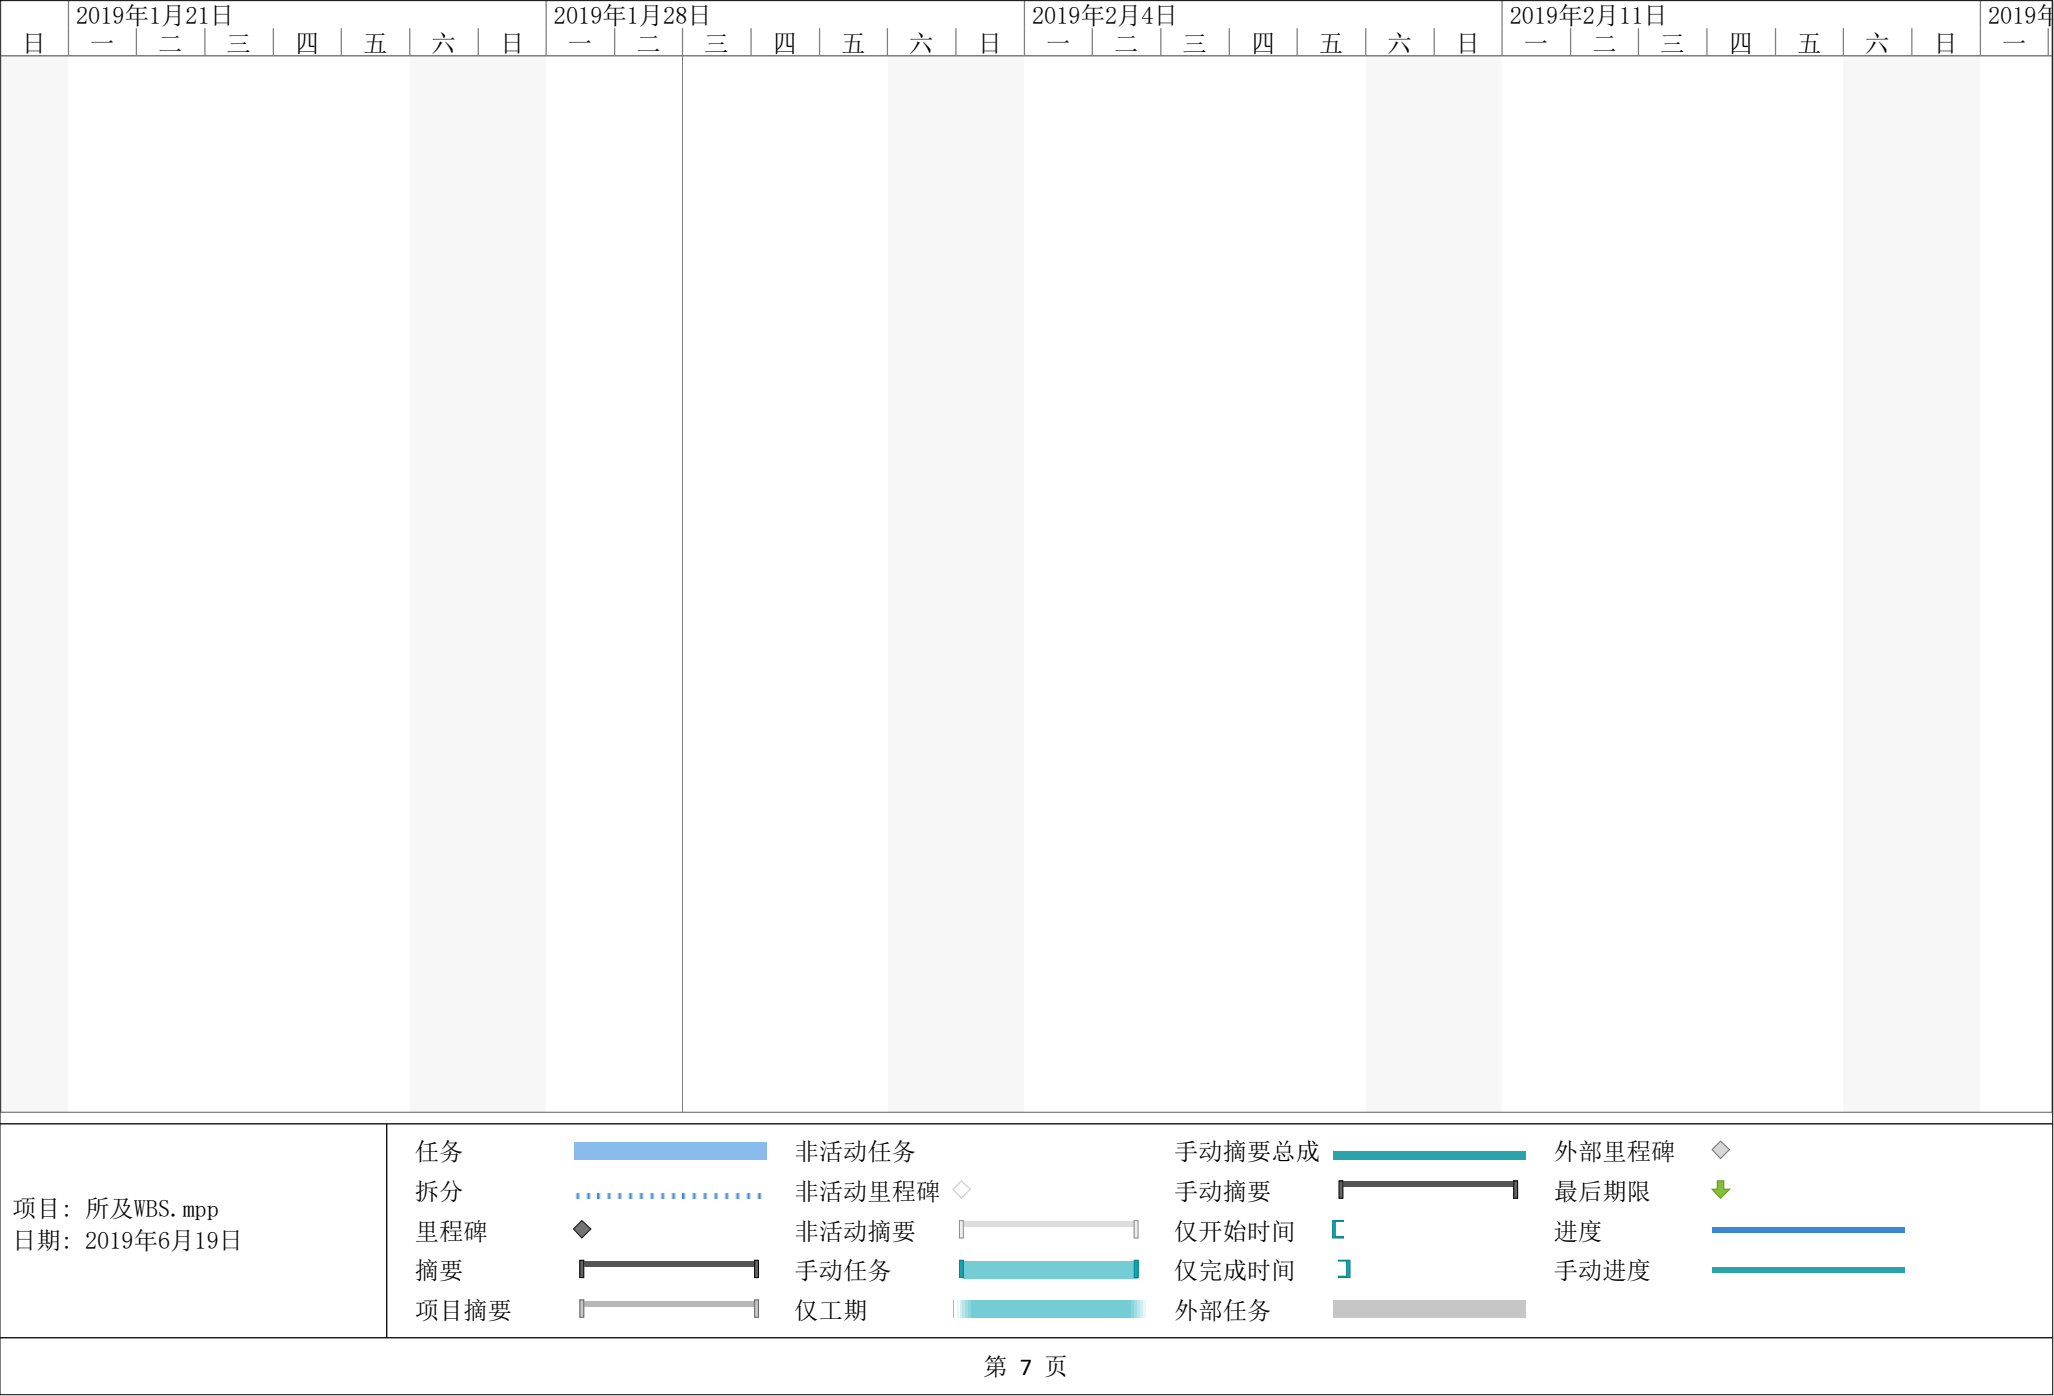 2019年1月21日 2019年1月28日 2019年2月4日 2019年2月11日 2019年
日 一 二 三 四 五 六 日 一 二 三 四 五 六 日 一 二 三 四 五 六 日 一 二 三 四 五 六 日 一
项目: 所及WBS.mpp
日期: 2019年6月19日
任务
拆分
里程碑
摘要
项目摘要
非活动任务
非活动里程碑
非活动摘要
手动任务
仅工期
手动摘要总成
手动摘要
仅开始时间
仅完成时间
外部任务
外部里程碑
最后期限
进度
手动进度
第 7 页